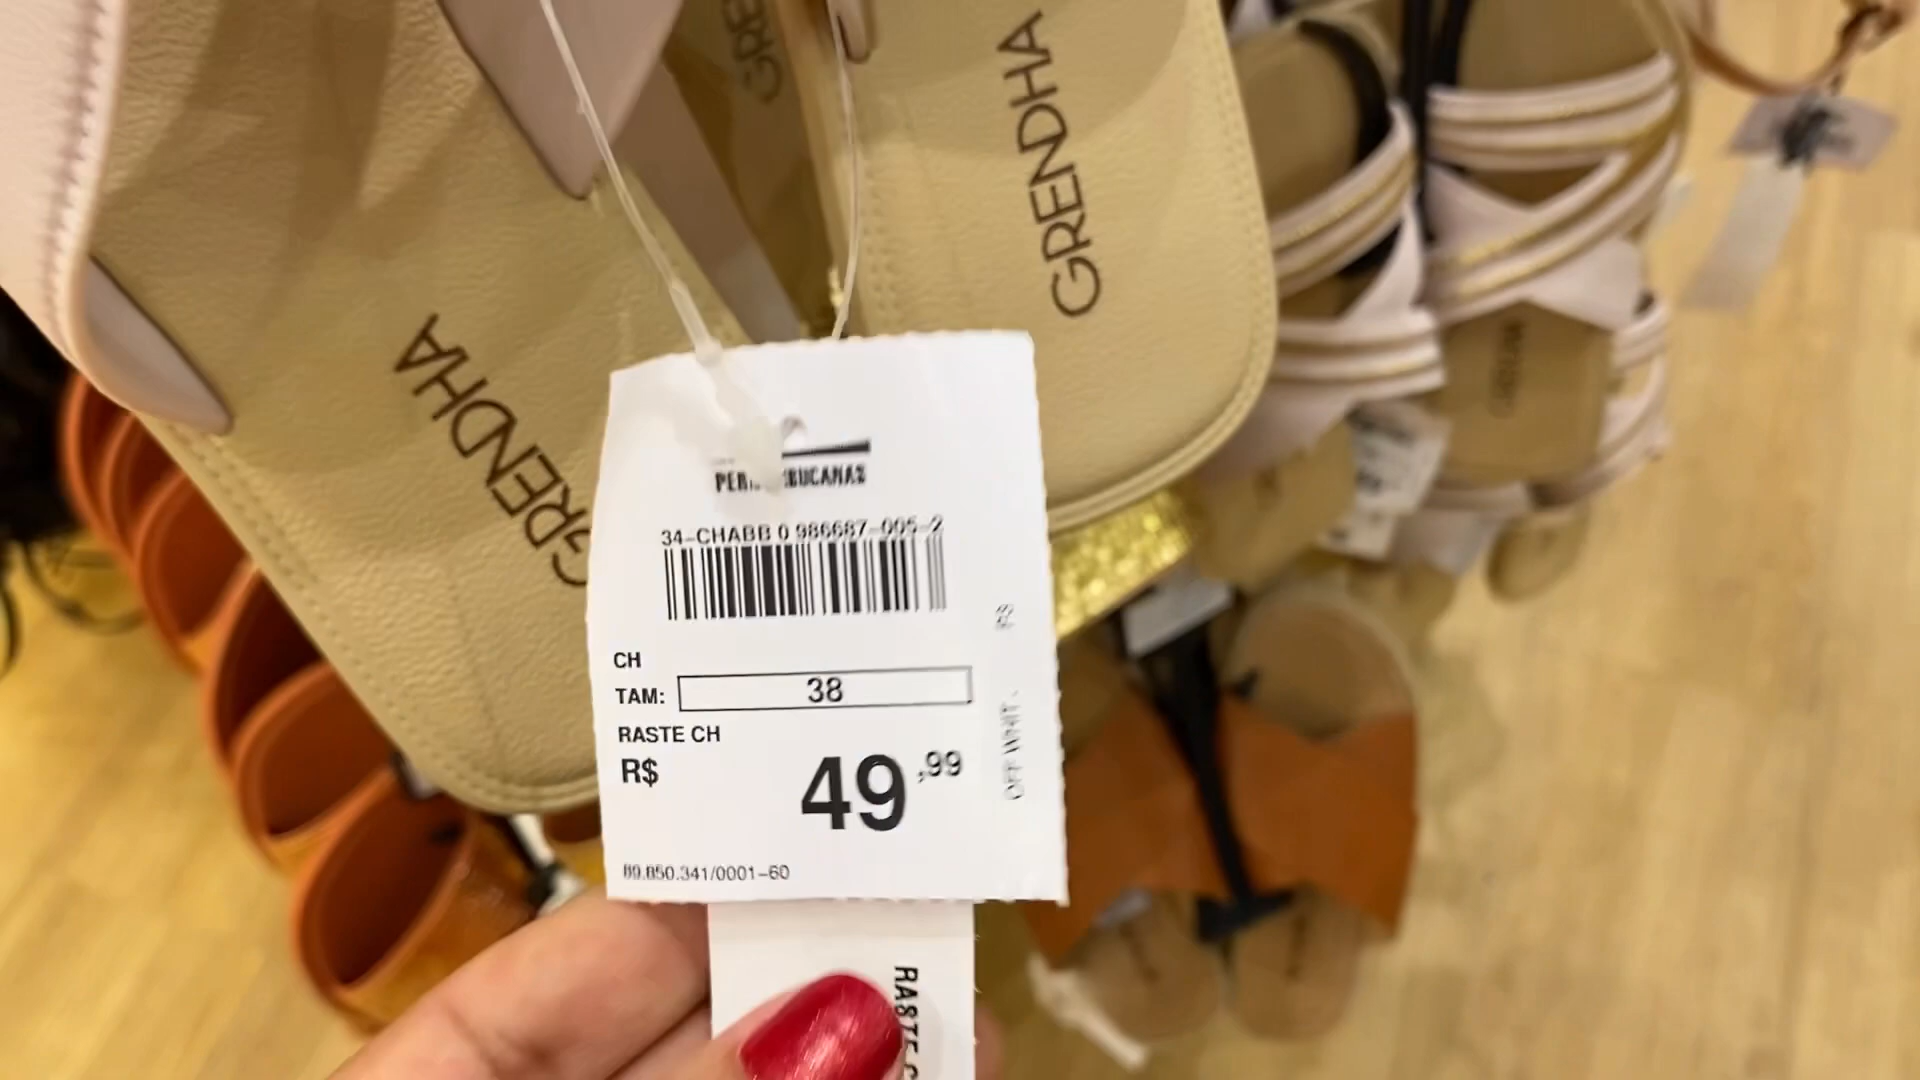 GRENDHA
GRENDHA
GRE
34-CHABB 0 986687-005-2
CH
TAM: 38
RASTE CH
R$ 49,99
89.850.341/0001-60
OFF WHIT
RASTE C